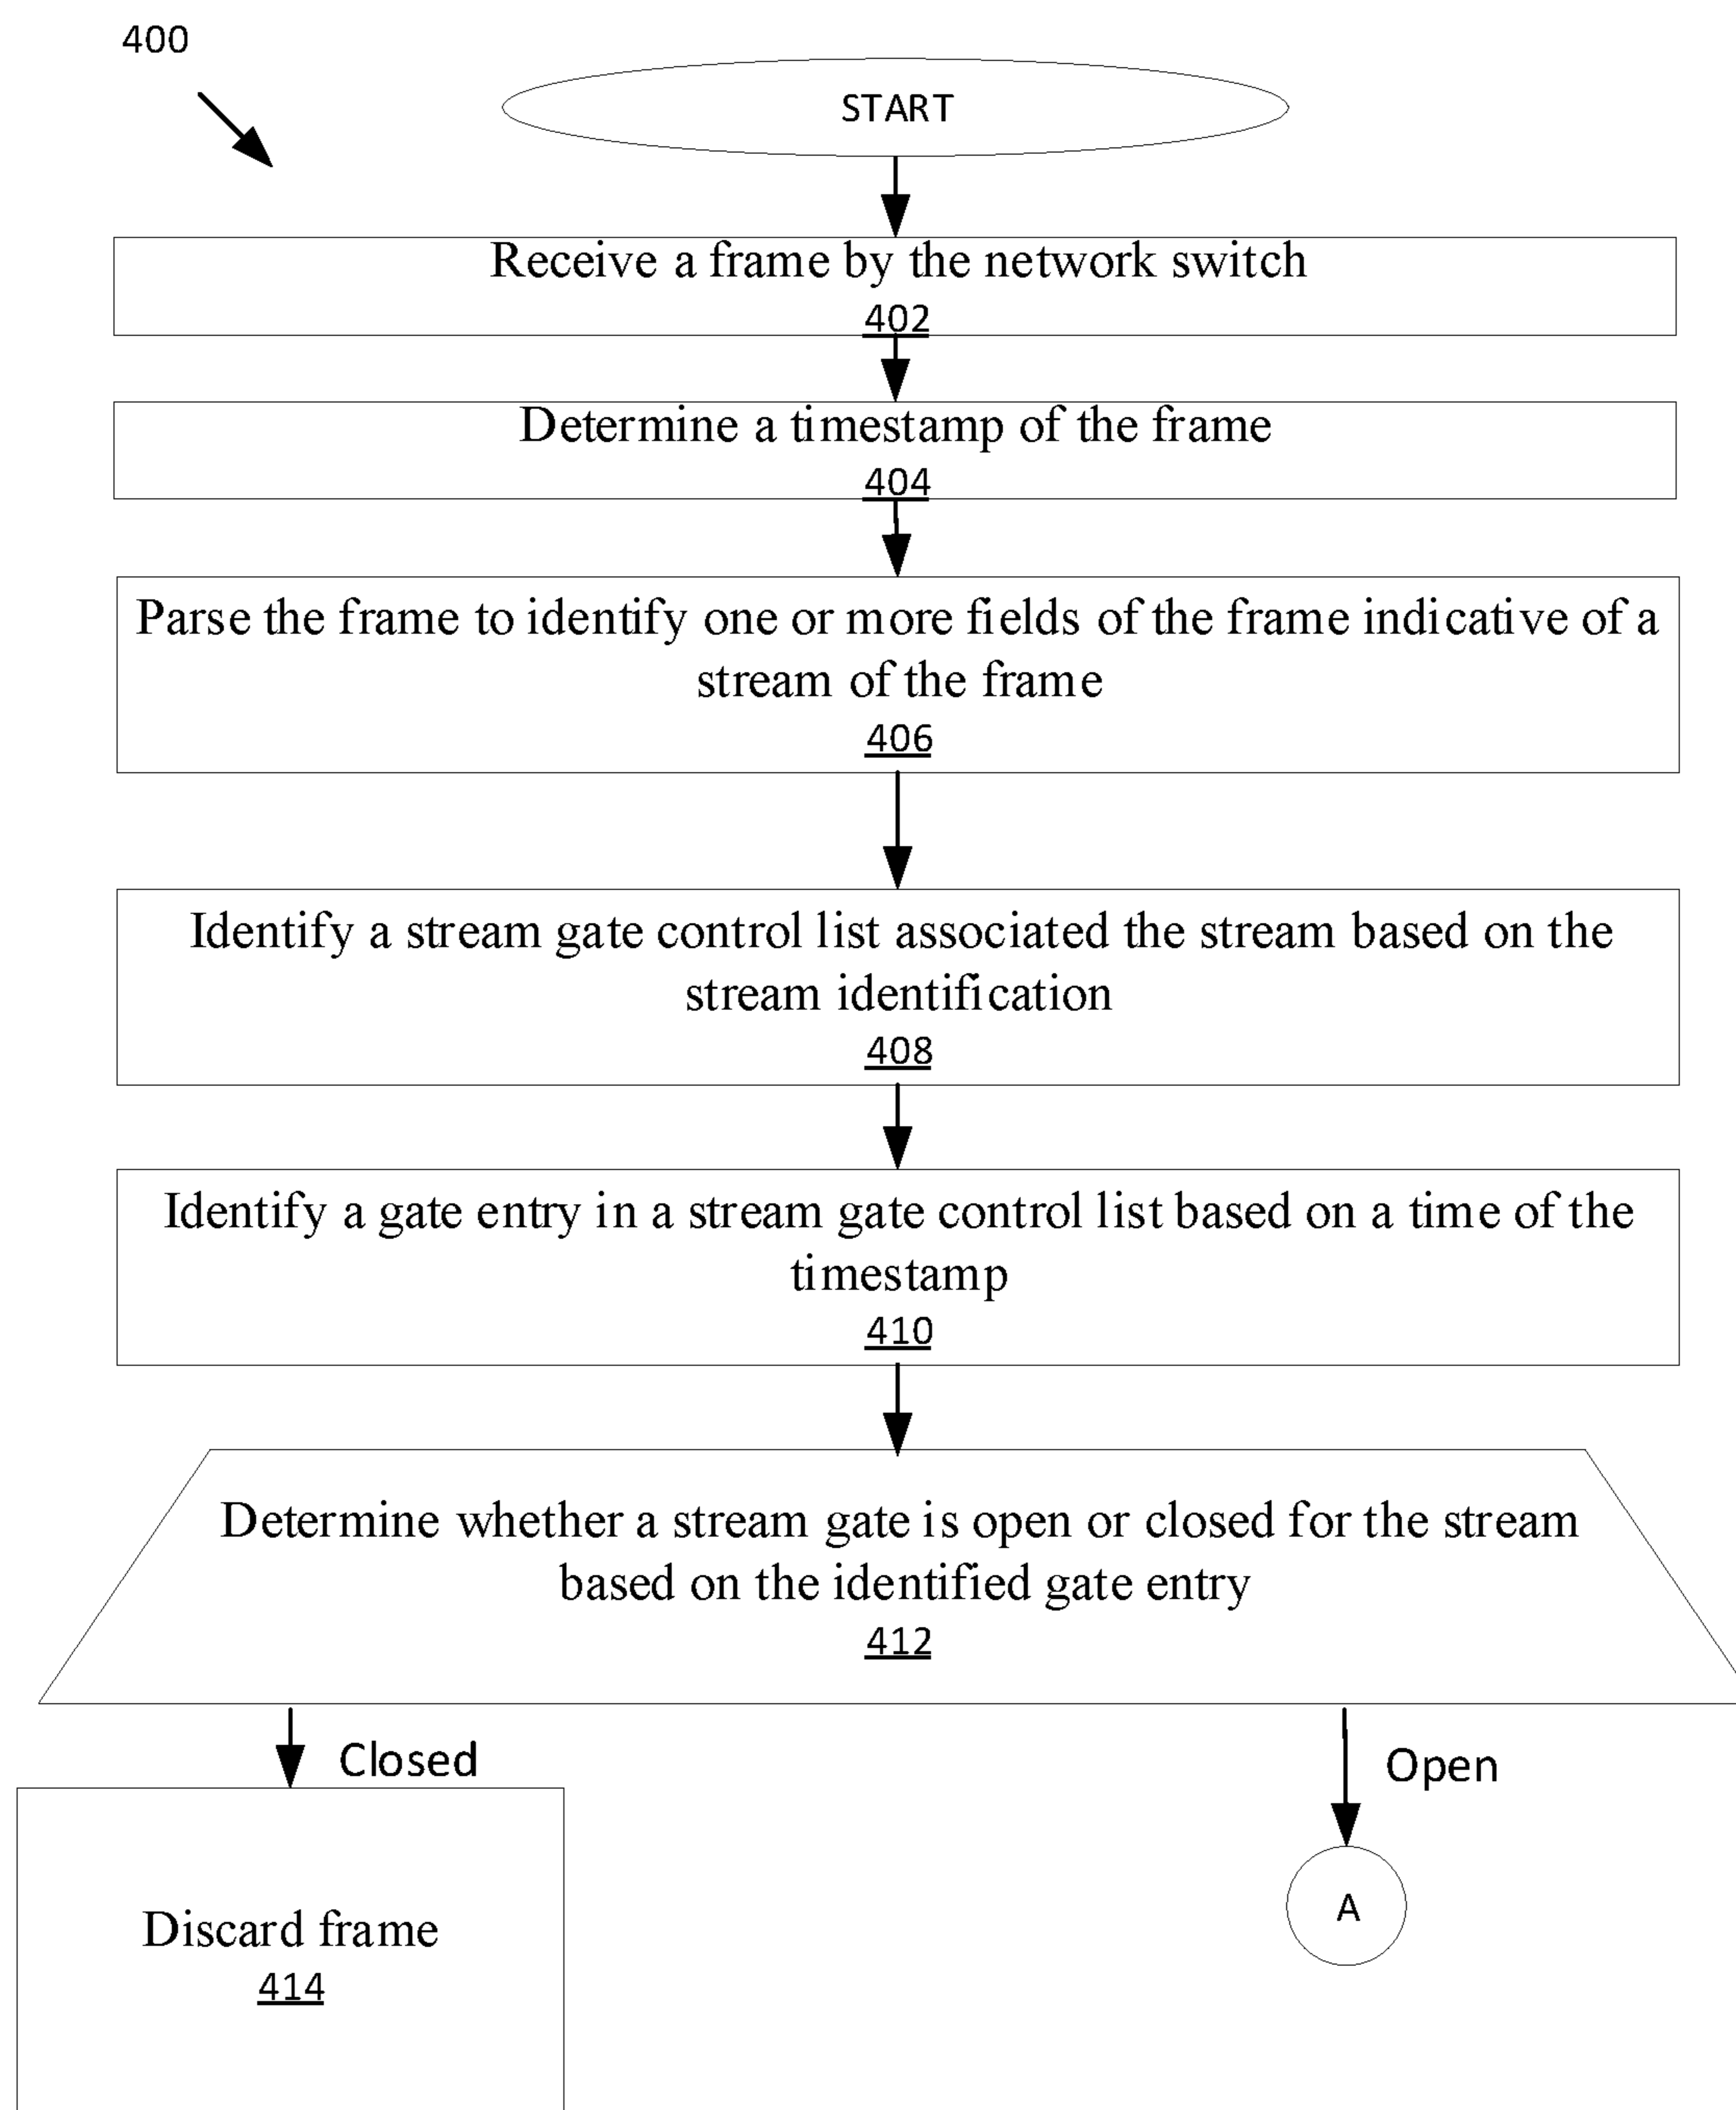 400
START
Receive a frame by the network switch
402
Determine a timestamp of the frame
404
Parse the frame to identify one or more fields of the frame indicative of a
stream of the frame
406
Identify a stream gate control list associated the stream based on the
stream identification
408
Identify a gate entry in a stream gate control list based on a time of the
timestamp
410
Determine whether a stream gate is open or closed for the stream
based on the identified gate entry
412
Closed
Open
A
Discard frame
414